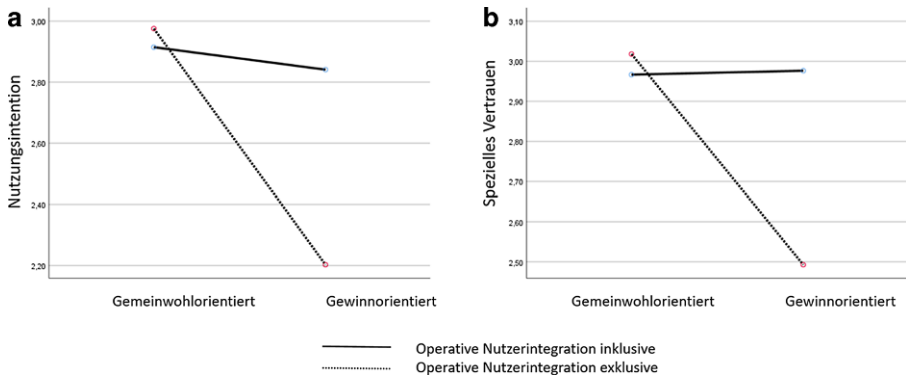 a
3,00
2,80
2,60
2,40
2,20
Nutzungsintention
Gemeinwohlorientiert
Gewinnorientiert
b
3,10
3,00
2,90
2,80
2,70
2,60
2,50
Spezielles Vertrauen
Gemeinwohlorientiert
Gewinnorientiert
Operative Nutzerintegration inklusive
Operative Nutzerintegration exklusive